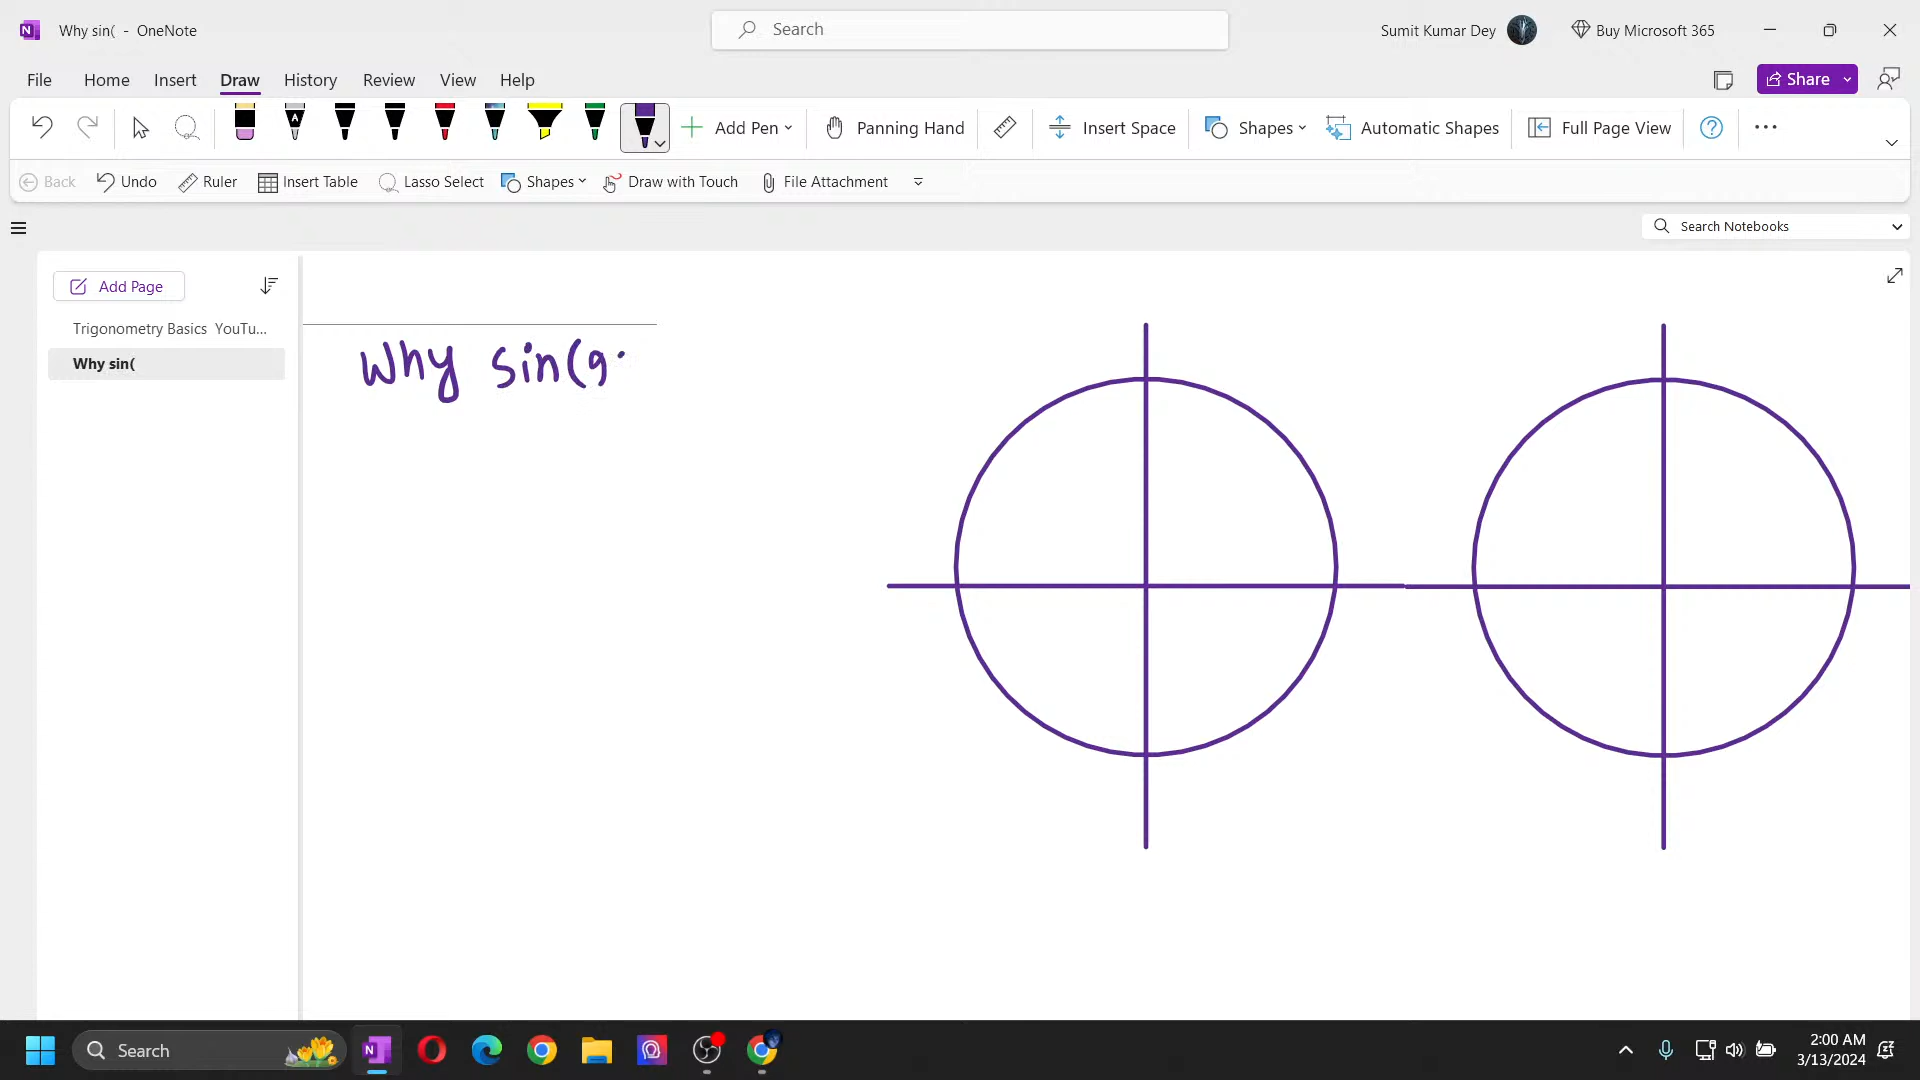 Why sin( - OneNote
Search
Sumit Kumar Dey
Buy Microsoft 365
File Home Insert Draw History Review View Help
Share
A
Add Pen
Panning Hand
Insert Space
Shapes
Automatic Shapes
Full Page View
Back
Undo
Ruler
Insert Table
Lasso Select
Shapes
Draw with Touch
File Attachment
Search Notebooks
Add Page
Trigonometry Basics YouTu...
Why sin(
Why sin(9
Search
2:00 AM
3/13/2024